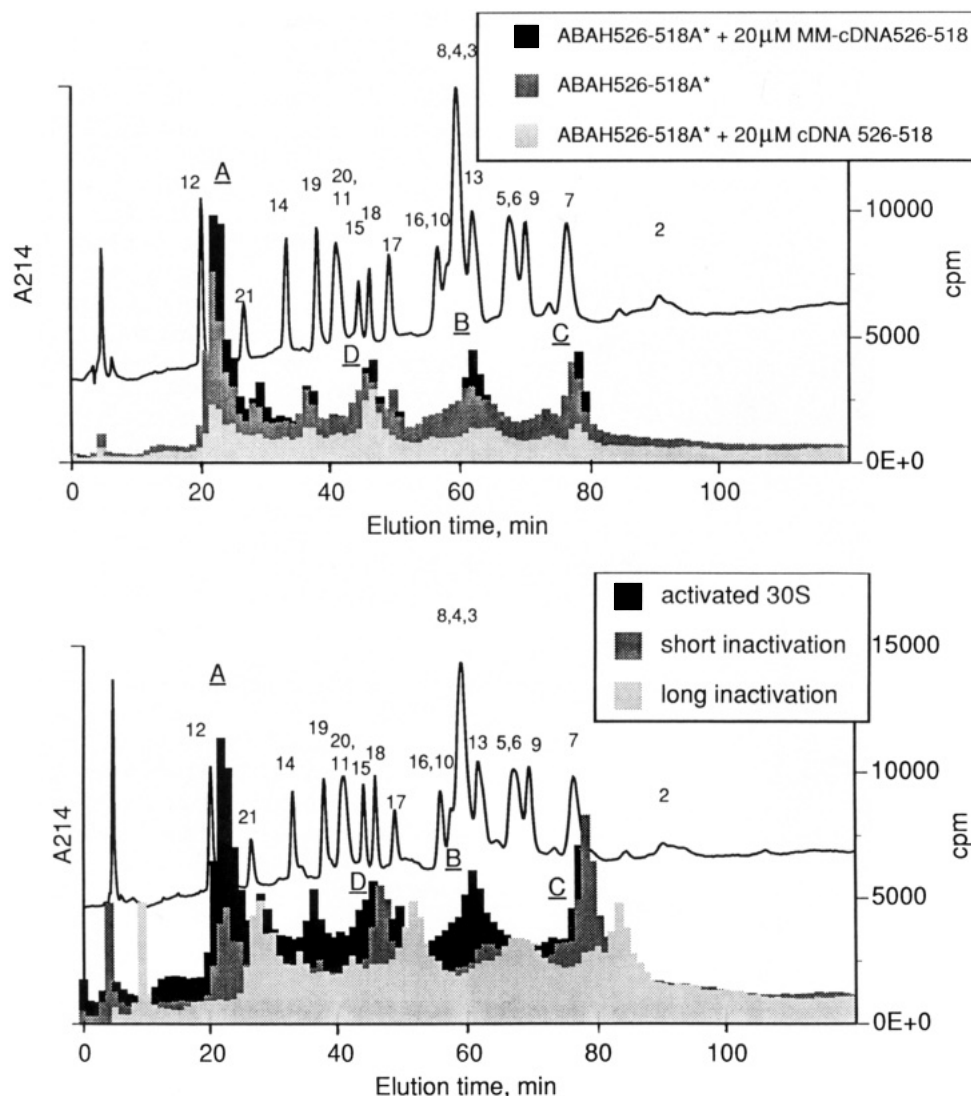 ABAH526-518A* + 20µM MM-cDNA526-518
ABAH526-518A*
ABAH526-518A* + 20µM cDNA 526-518
8,4,3
A
12
14
19
20,
11
15
18
17
21
16,10
13
5,6
9
7
2
B
C
D
10000
5000
0E+0
A214
cpm
0
20
40
60
80
100
Elution time, min
activated 30S
short inactivation
long inactivation
8,4,3
A
12
14
19
20,
11
15
18
17
21
16,10
13
5,6
9
7
2
B
C
D
15000
10000
5000
0E+0
A214
cpm
0
20
40
60
80
100
Elution time, min